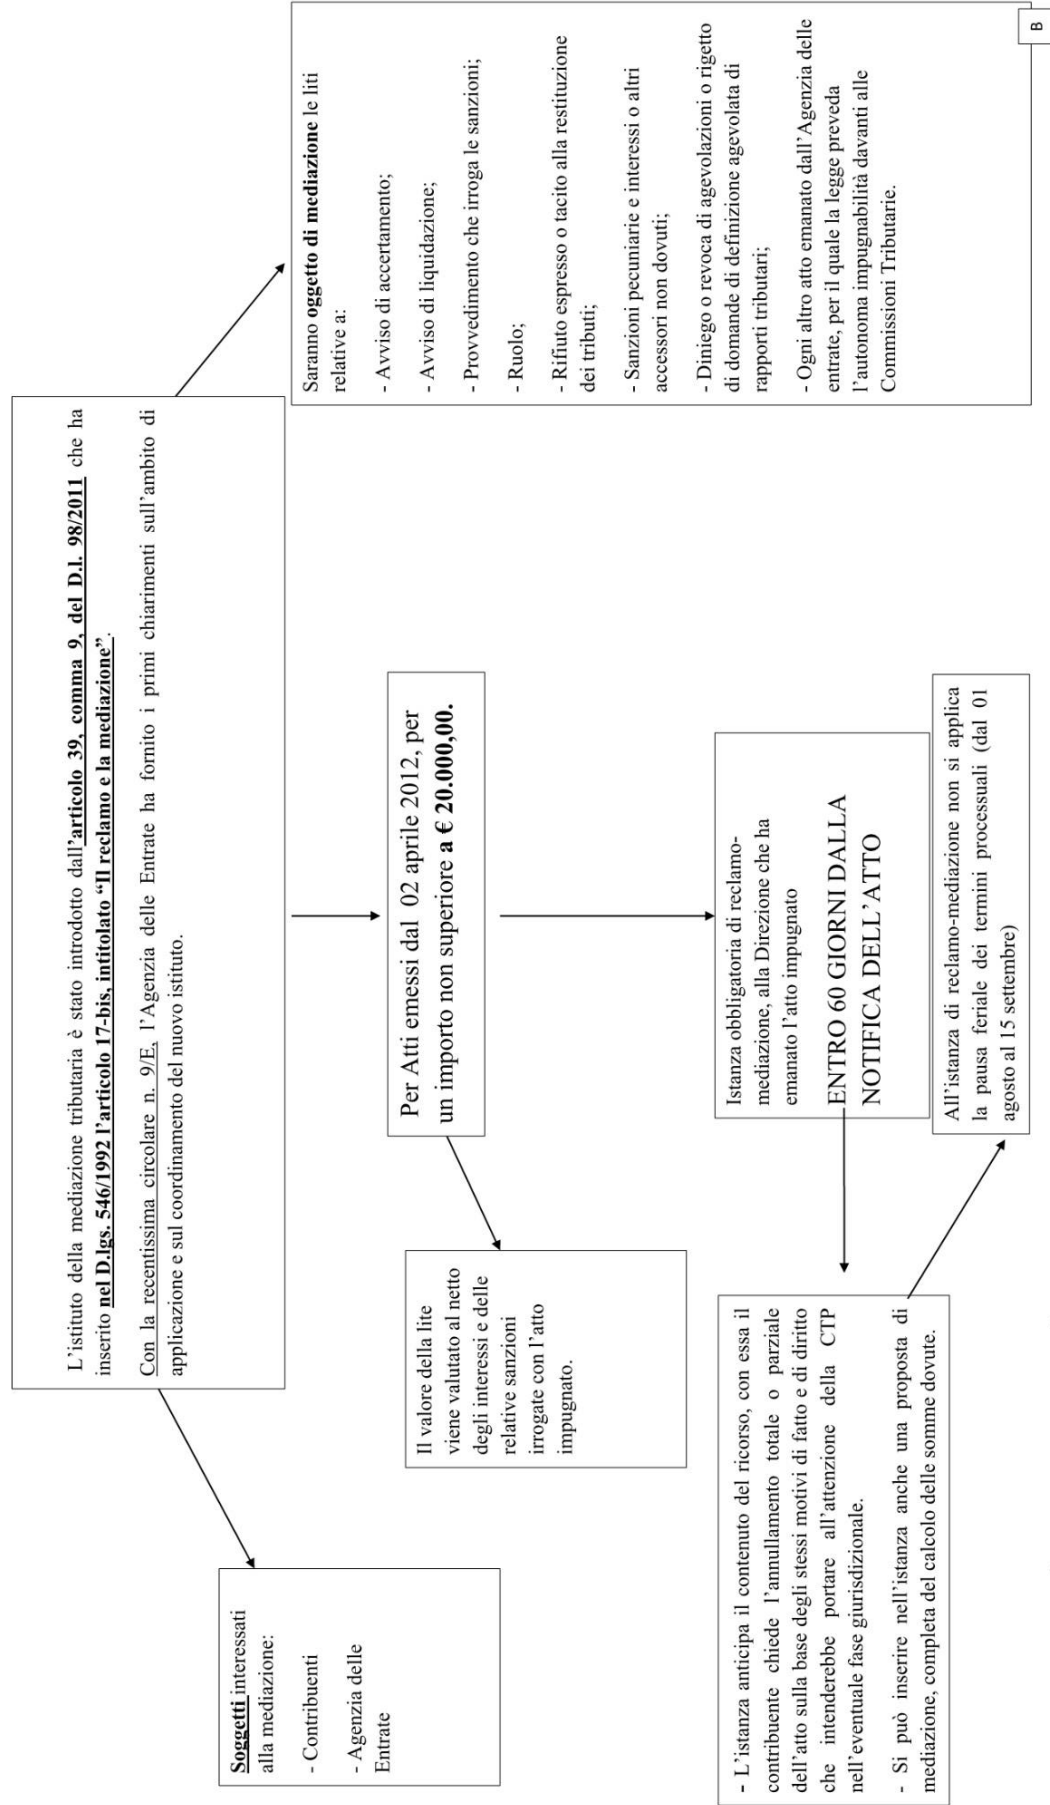 L'istituto della mediazione tributaria è stato introdotto dall'articolo 39, comma 9, del D.l. 98/2011 che ha
inserito nel D.lgs. 546/1992 l'articolo 17-bis, intitolato “Il reclamo e la mediazione”.
Con la recentissima circolare n. 9/E, l'Agenzia delle Entrate ha fornito i primi chiarimenti sull'ambito di
applicazione e sul coordinamento del nuovo istituto.
Soggetti interessati
alla mediazione:
- Contribuenti
- Agenzia delle
Entrate
Per Atti emessi dal 02 aprile 2012, per
un importo non superiore a € 20.000,00.
Saranno oggetto di mediazione le liti
relative a:
- Avviso di accertamento;
- Avviso di liquidazione;
- Provvedimento che irroga le sanzioni;
- Ruolo;
- Rifiuto espresso o tacito alla restituzione
dei tributi;
- Sanzioni pecuniarie e interessi o altri
accessori non dovuti;
- Diniego o revoca di agevolazioni o rigetto
di domande di definizione agevolata di
rapporti tributari;
- Ogni altro atto emanato dall'Agenzia delle
entrate, per il quale la legge preveda
l'autonoma impugnabilità davanti alle
Commissioni Tributarie.
Il valore della lite
viene valutato al netto
degli interessi e delle
relative sanzioni
irrogate con l'atto
impugnato.
Istanza obbligatoria di reclamo-
mediazione, alla Direzione che ha
emanato l'atto impugnato
ENTRO 60 GIORNI DALLA
NOTIFICA DELL'ATTO
- L'istanza anticipa il contenuto del ricorso, con essa il
contribuente chiede l'annullamento totale o parziale
dell'atto sulla base degli stessi motivi di fatto e di diritto
che intenderebbe portare all'attenzione della CTP
nell'eventuale fase giurisdizionale.
- Si può inserire nell'istanza anche una proposta di
mediazione, completa del calcolo delle somme dovute.
All'istanza di reclamo-mediazione non si applica
la pausa feriale dei termini processuali (dal 01
agosto al 15 settembre)
B